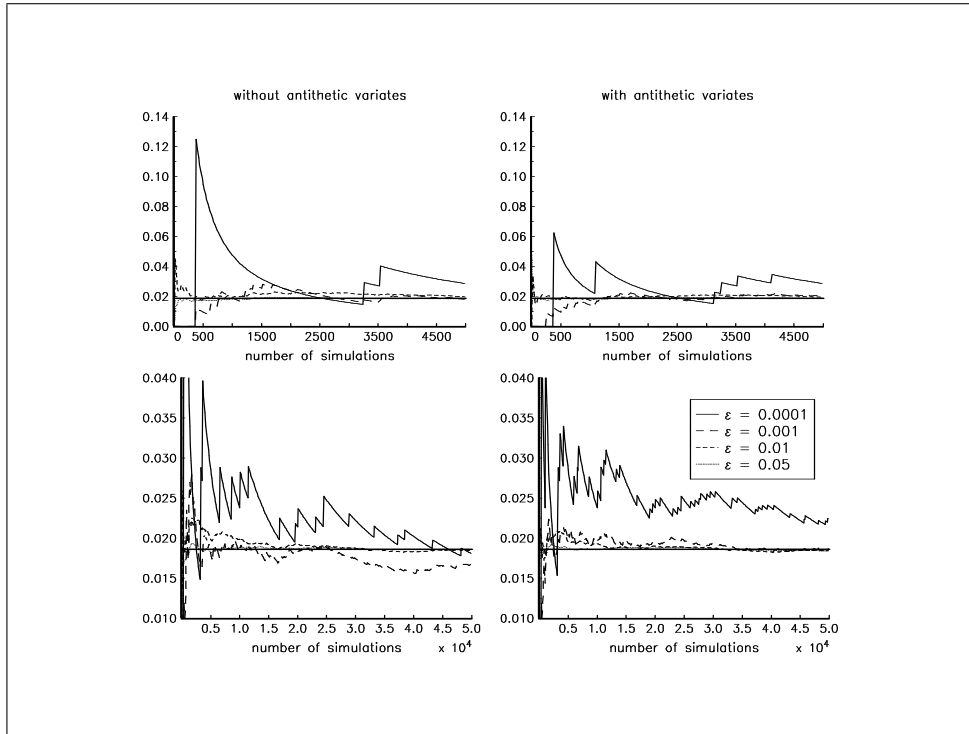 without antithetic variates
with antithetic variates
0.14
0.12
0.10
0.08
0.06
0.04
0.02
0.00
0 500 1500 2500 3500 4500
number of simulations
0.14
0.12
0.10
0.08
0.06
0.04
0.02
0.00
0 500 1500 2500 3500 4500
number of simulations
0.040
0.035
0.030
0.025
0.020
0.015
0.010
0.5 1.0 1.5 2.0 2.5 3.0 3.5 4.0 4.5 5.0
number of simulations x 10⁴
0.040
0.035
0.030
0.025
0.020
0.015
0.010
ε = 0.0001
ε = 0.001
ε = 0.01
ε = 0.05
0.5 1.0 1.5 2.0 2.5 3.0 3.5 4.0 4.5 5.0
number of simulations x 10⁴